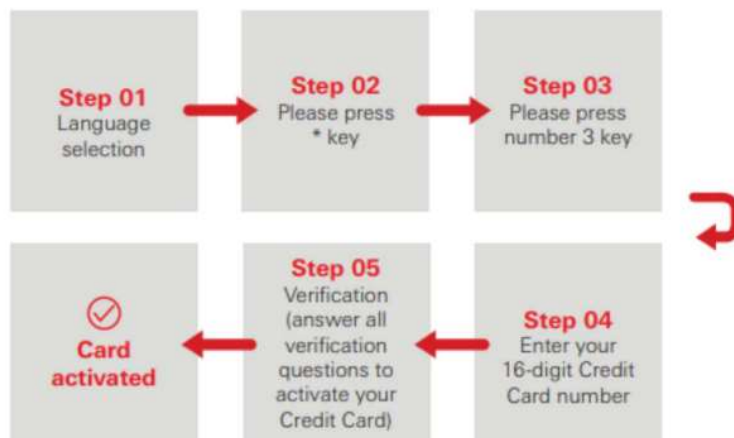 Step 01
Language
selection
Step 02
Please press
* key
Step 03
Please press
number 3 key
Step 04
Enter your
16-digit Credit
Card number
Step 05
Verification
(answer all
verification
questions to
activate your
Credit Card)
Card
activated